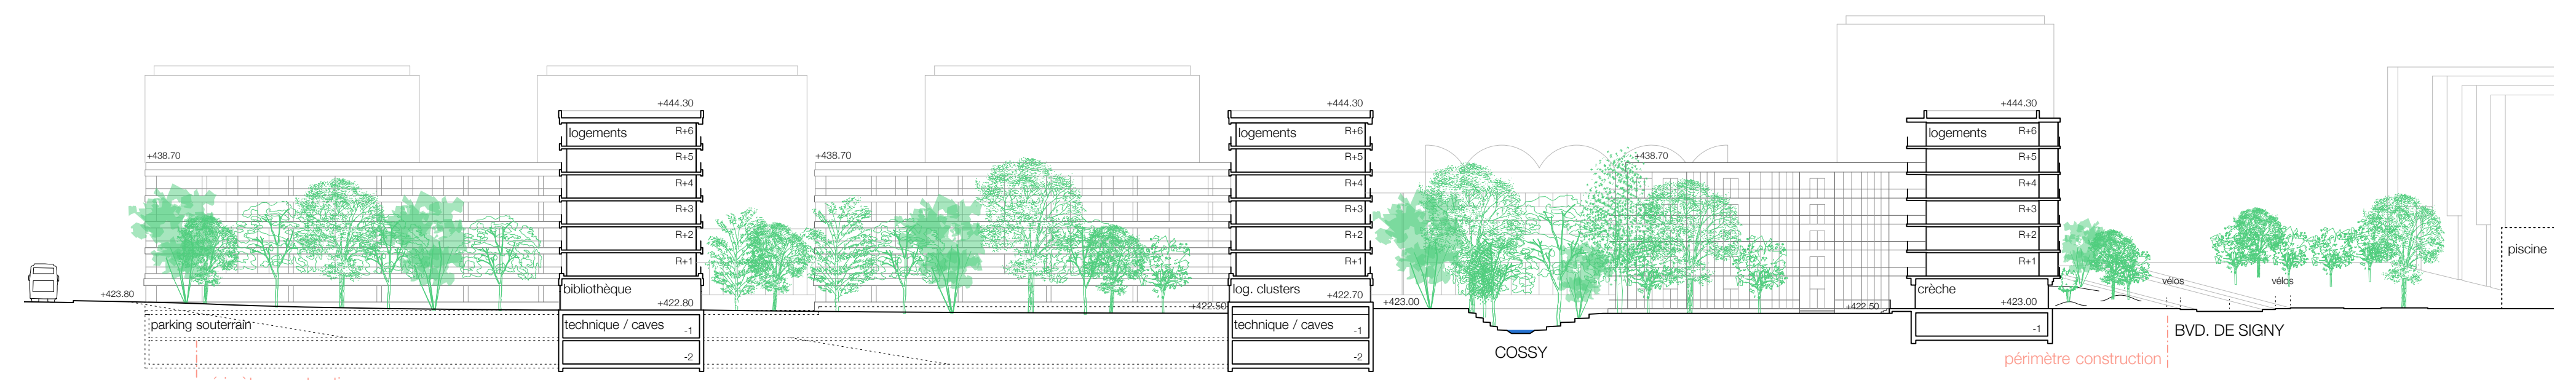 +423.80
+438.70
parking souterrain
+444.30
logements R+6
R+5
R+4
R+3
R+2
R+1
bibliothèque
+422.80
technique / caves -1
-2
+438.70
+422.50
+444.30
logements R+6
R+5
R+4
R+3
R+2
R+1
log. clusters
+422.70
technique / caves -1
-2
+423.00
COSSY
+438.70
+422.50
+444.30
logements R+6
R+5
R+4
R+3
R+2
R+1
crèche
+423.00
-1
périmètre construction
vélos
vélos
BVD. DE SIGNY
piscine